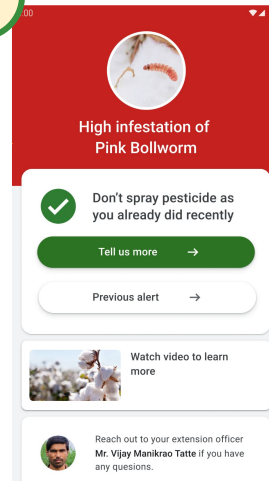 :00
High infestation of
Pink Bollworm
Don't spray pesticide as
you already did recently
Tell us more →
Previous alert →
Watch video to learn
more
Reach out to your extension officer
Mr. Vijay Manikrao Tatte if you have
any quesions.